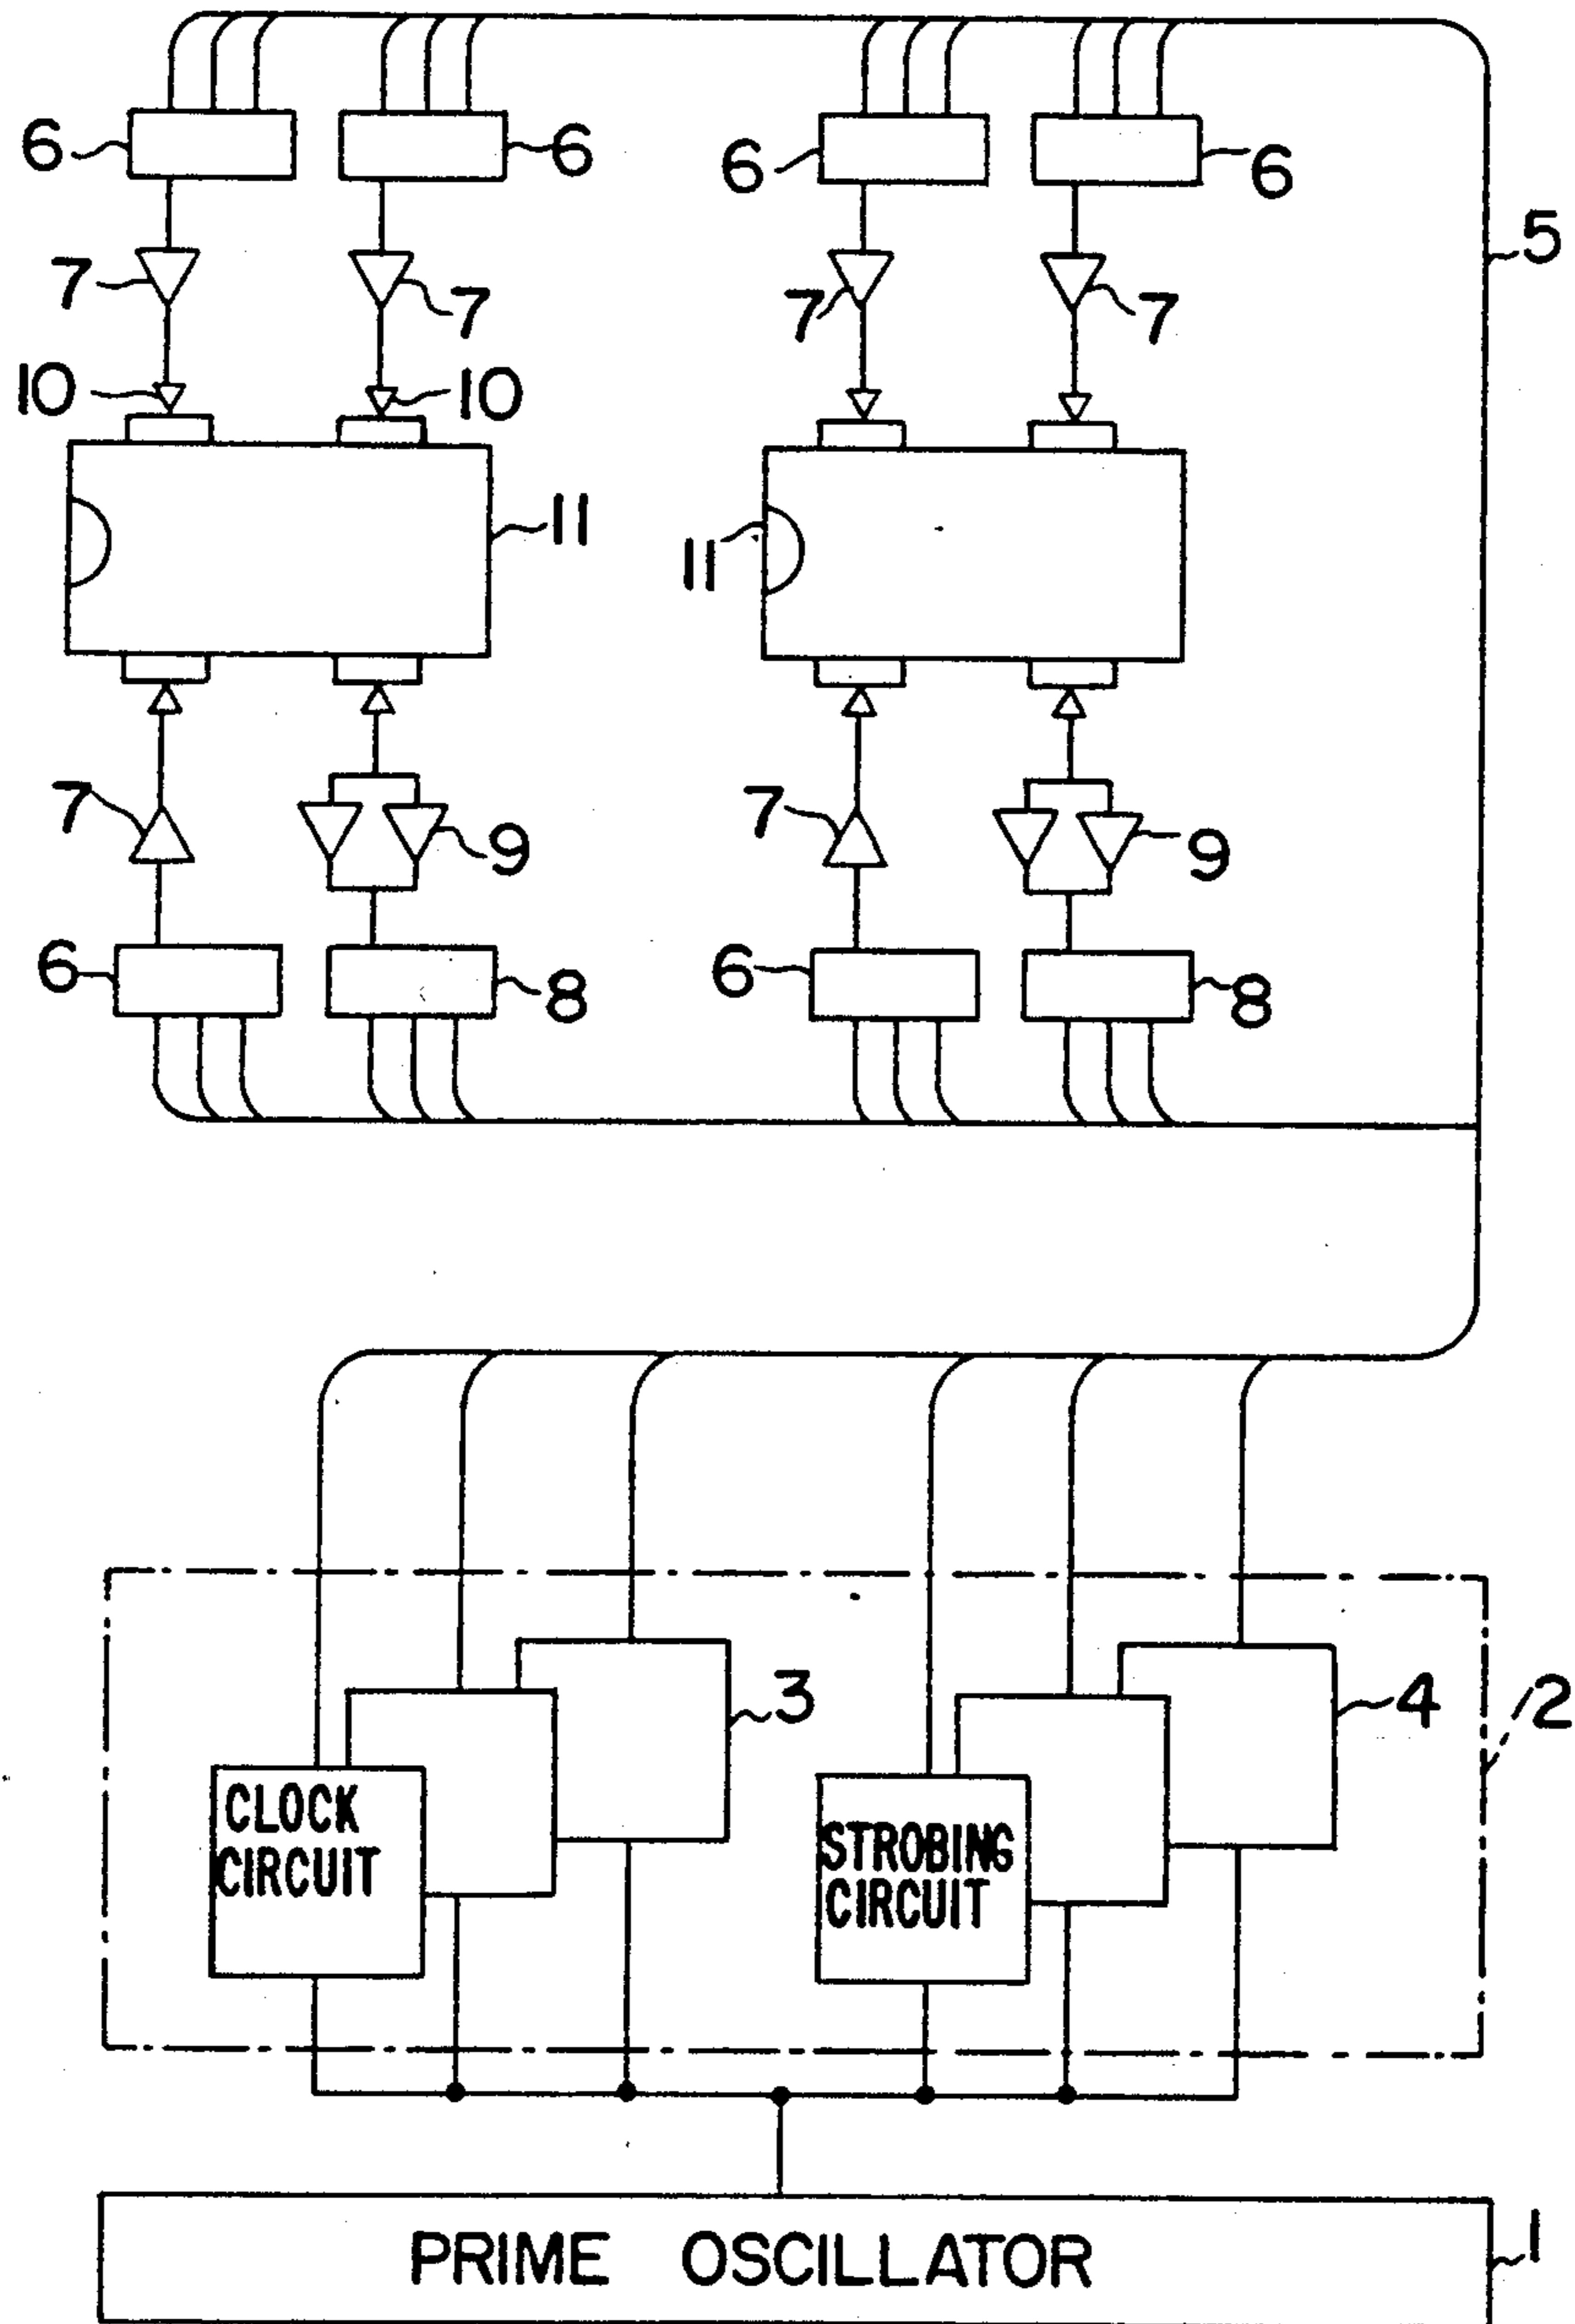 6 6 6 6
5
7 7 7 7
10 10
11 11
7 9 7 9
6 8 6 8
3 4 2
CLOCK
CIRCUIT
STROBING
CIRCUIT
PRIME OSCILLATOR 1